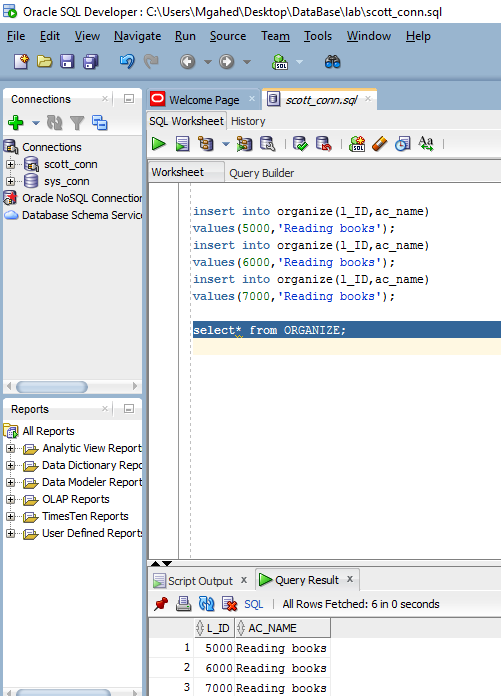 Oracle SQL Developer : C:\Users\Mgahed\Desktop\DataBase\lab\scott_conn.sql
File Edit View Navigate Run Source Team Tools Window Help
SQL
Connections
Connections
scott_conn
sys_conn
Oracle NoSQL Connection
Database Schema Servic
Reports
All Reports
Analytic View Report
Data Dictionary Repo
Data Modeler Report
OLAP Reports
TimesTen Reports
User Defined Reports
Welcome Page
scott_conn.sql
SQL Worksheet History
SQL
Aa
Worksheet Query Builder
insert into organize(l_ID,ac_name)
values(5000,'Reading books');
insert into organize(l_ID,ac_name)
values(6000,'Reading books');
insert into organize(l_ID,ac_name)
values(7000,'Reading books');
select* from ORGANIZE;
Script Output x Query Result x
SQL | All Rows Fetched: 6 in 0 seconds
L_ID AC_NAME
1 5000 Reading books
2 6000 Reading books
3 7000 Reading books